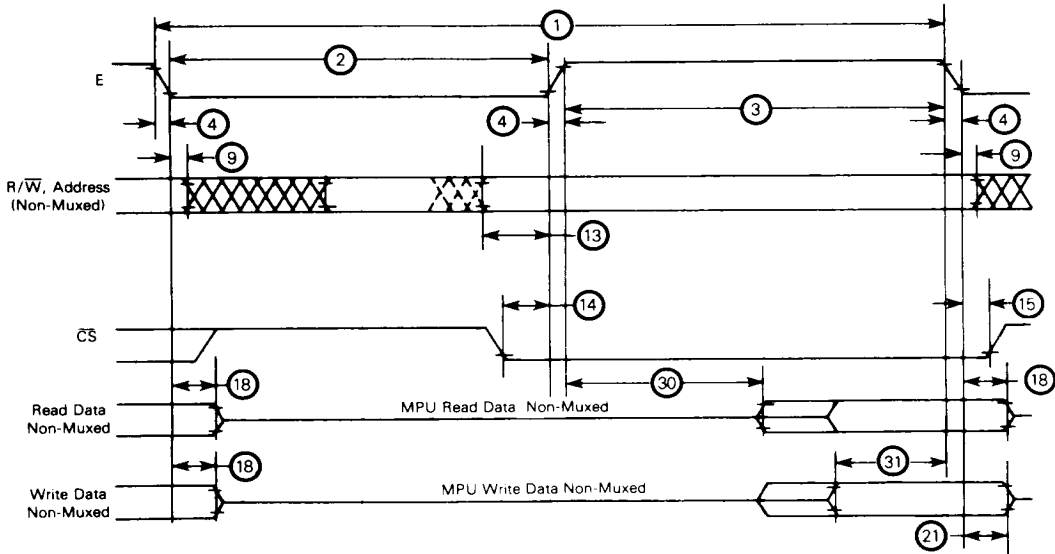 1
2
E
3
4
4
4
9
9
R/W̅, Address
(Non-Muxed)
13
14
15
C̅S̅
18
30
18
Read Data
Non-Muxed
MPU Read Data Non-Muxed
18
31
Write Data
Non-Muxed
MPU Write Data Non-Muxed
21